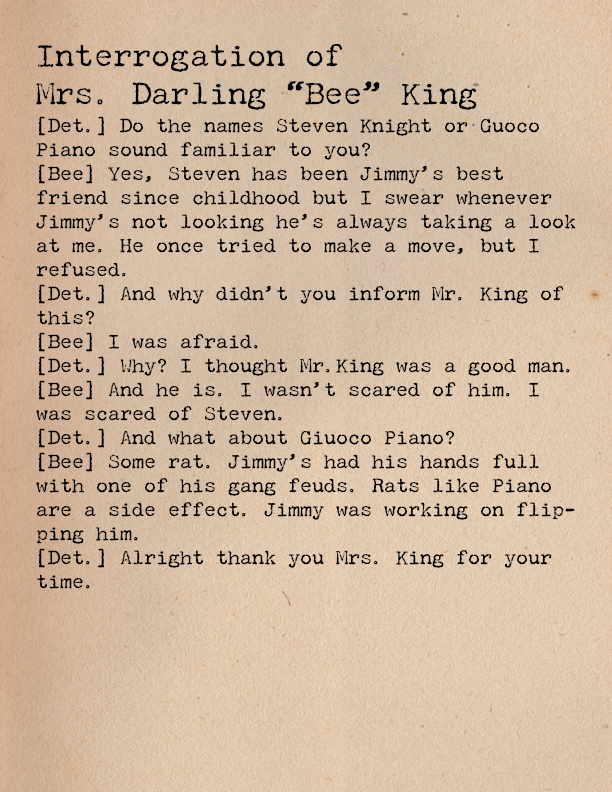 Interrogation of
Mrs. Darling “Bee” King
[Det.] Do the names Steven Knight or Guoco
Piano sound familiar to you?
[Bee] Yes, Steven has been Jimmy’s best
friend since childhood but I swear whenever
Jimmy’s not looking he’s always taking a look
at me. He once tried to make a move, but I
refused.
[Det.] And why didn’t you inform Mr. King of
this?
[Bee] I was afraid.
[Det.] Why? I thought Mr.King was a good man.
[Bee] And he is. I wasn’t scared of him. I
was scared of Steven.
[Det.] And what about Giuoco Piano?
[Bee] Some rat. Jimmy’s had his hands full
with one of his gang feuds. Rats like Piano
are a side effect. Jimmy was working on flip-
ping him.
[Det.] Alright thank you Mrs. King for your
time.